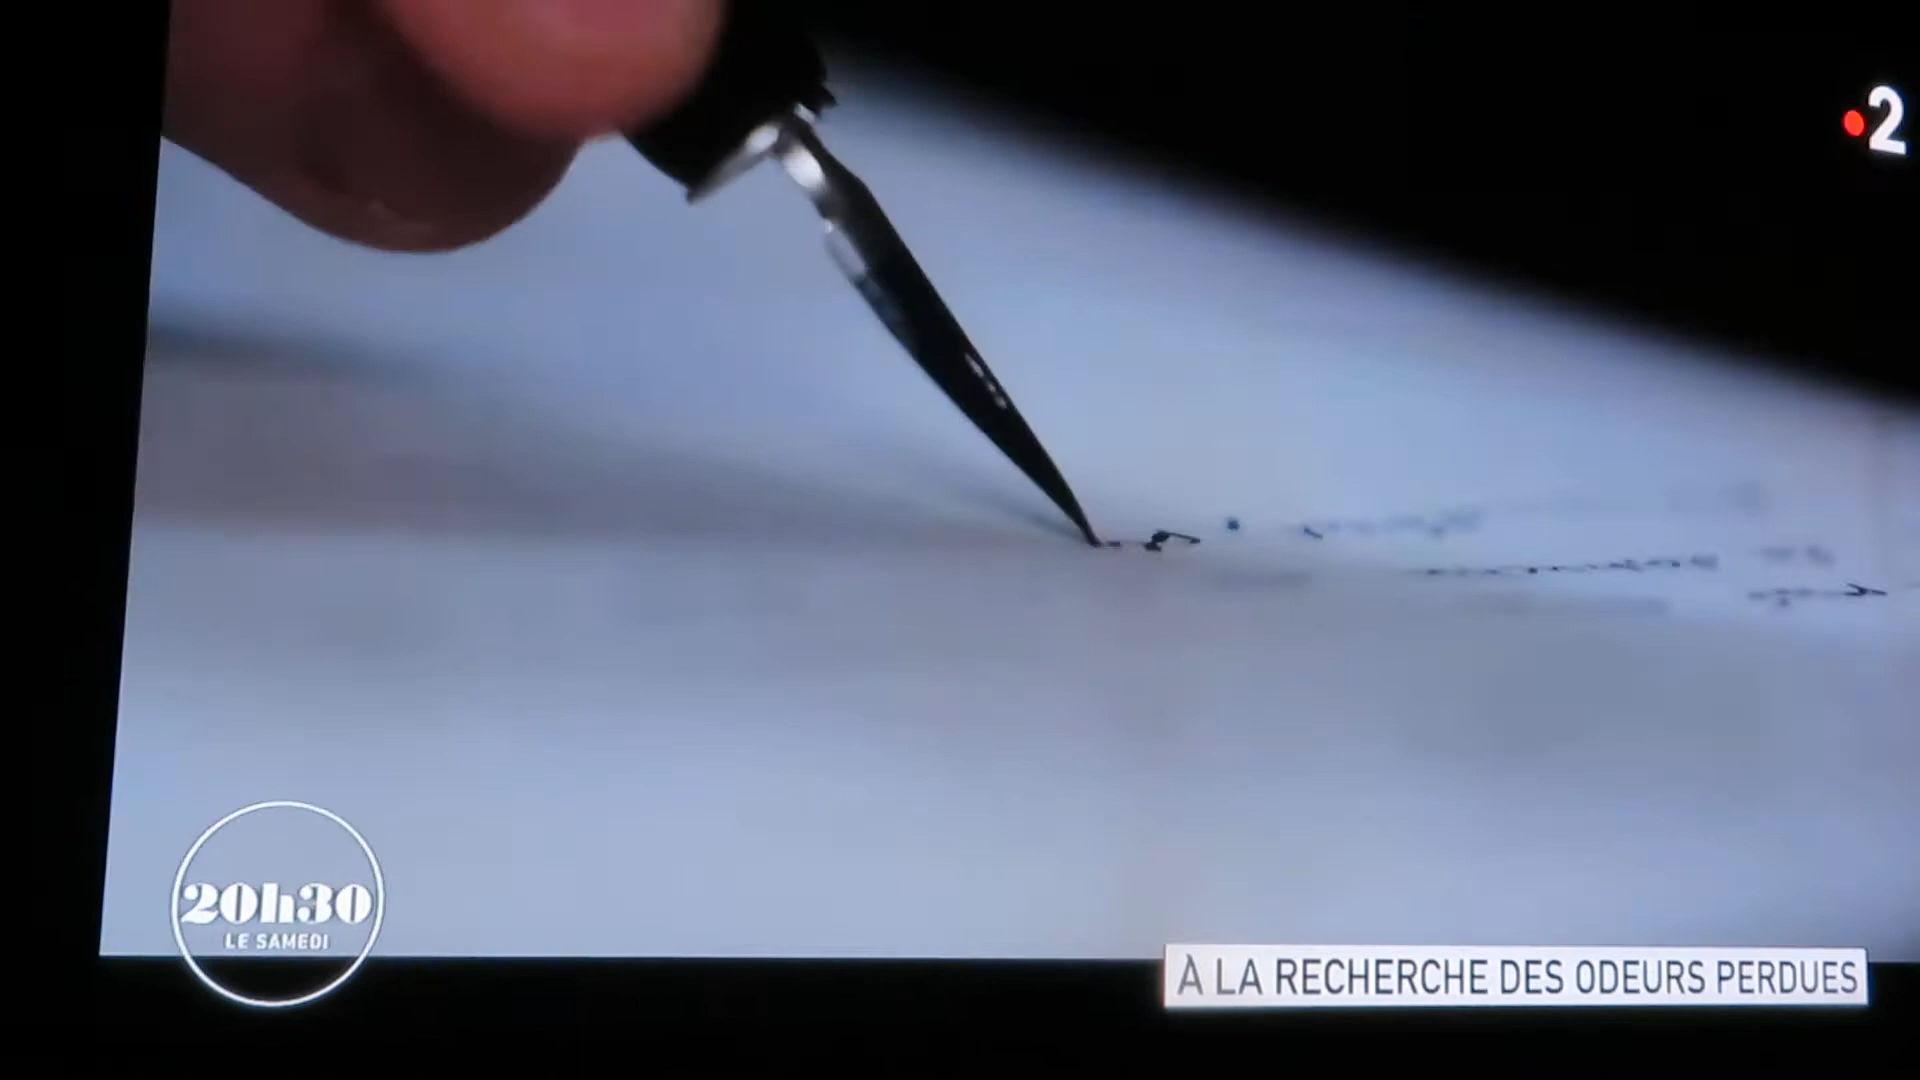 2
20h30
LE SAMEDI
À LA RECHERCHE DES ODEURS PERDUES